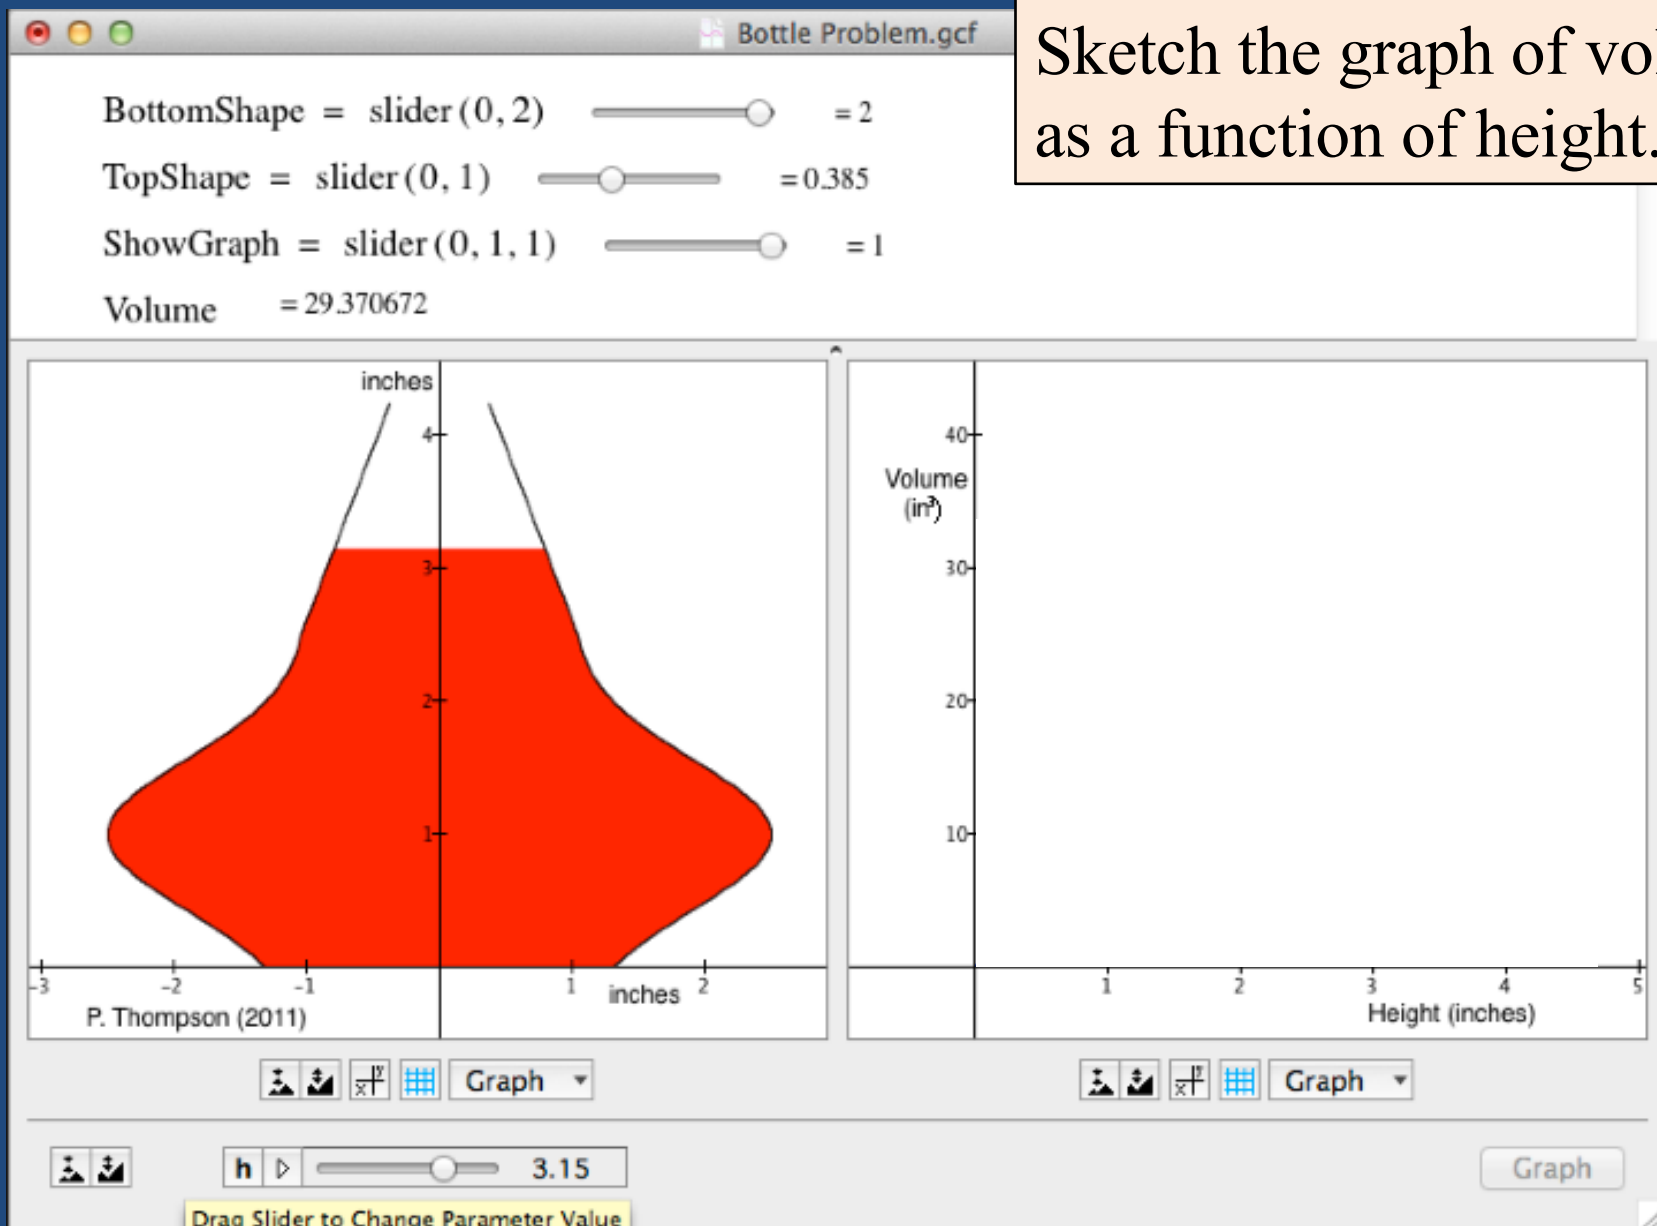 Bottle Problem.gcf
Sketch the graph of vol
as a function of height.
BottomShape = slider (0, 2) = 2
TopShape = slider (0, 1) = 0.385
ShowGraph = slider (0, 1, 1) = 1
Volume = 29.370672
inches
4
3
2
1
-3 -2 -1 1 2
inches
P. Thompson (2011)
40
Volume
(in³)
30
20
10
1 2 3 4 5
Height (inches)
Graph Graph
h 3.15
Graph
Drag Slider to Change Parameter Value